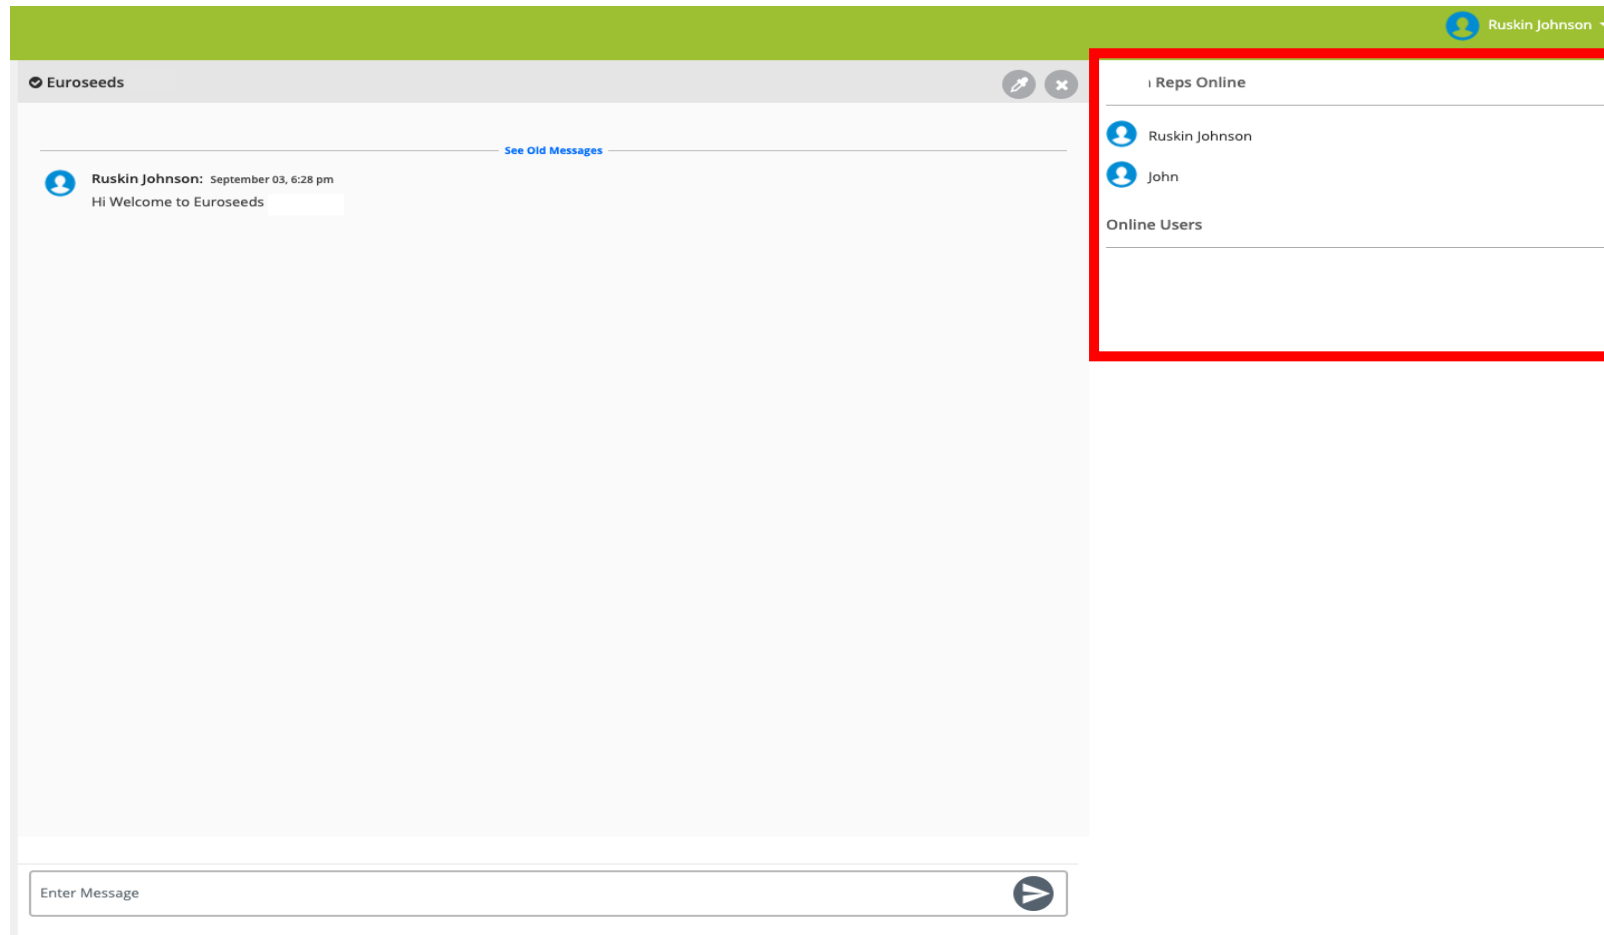 Ruskin Johnson
Euroseeds
Reps Online
See Old Messages
Ruskin Johnson: September 03, 6:28 pm
Hi Welcome to Euroseeds
Ruskin Johnson
John
Online Users
Enter Message